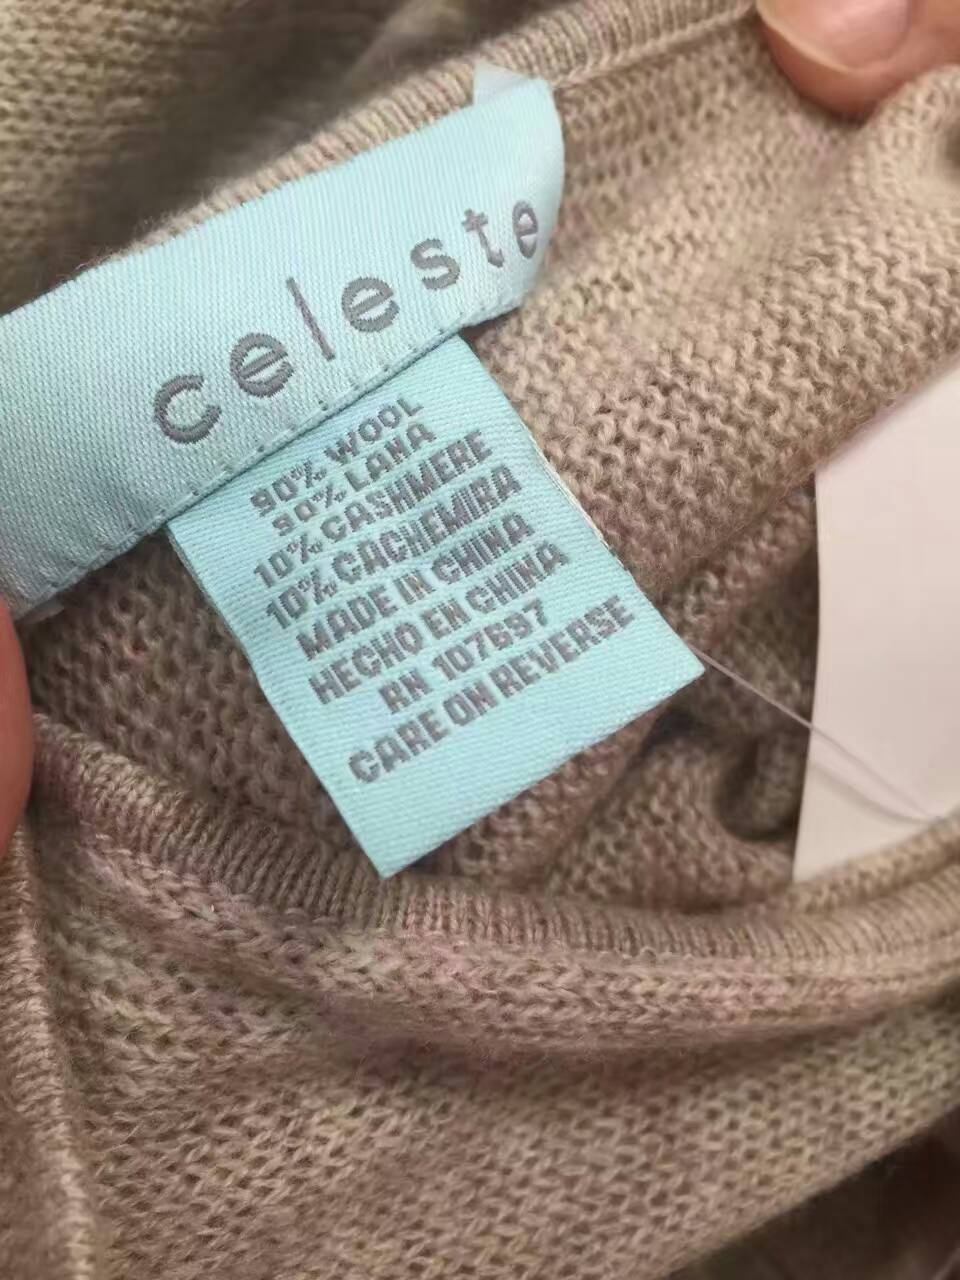 celeste
90% WOOL
90% LANA
10% CASHMERE
10% CACHEMIRA
MADE IN CHINA
HECHO EN CHINA
RN 107697
CARE ON REVERSE